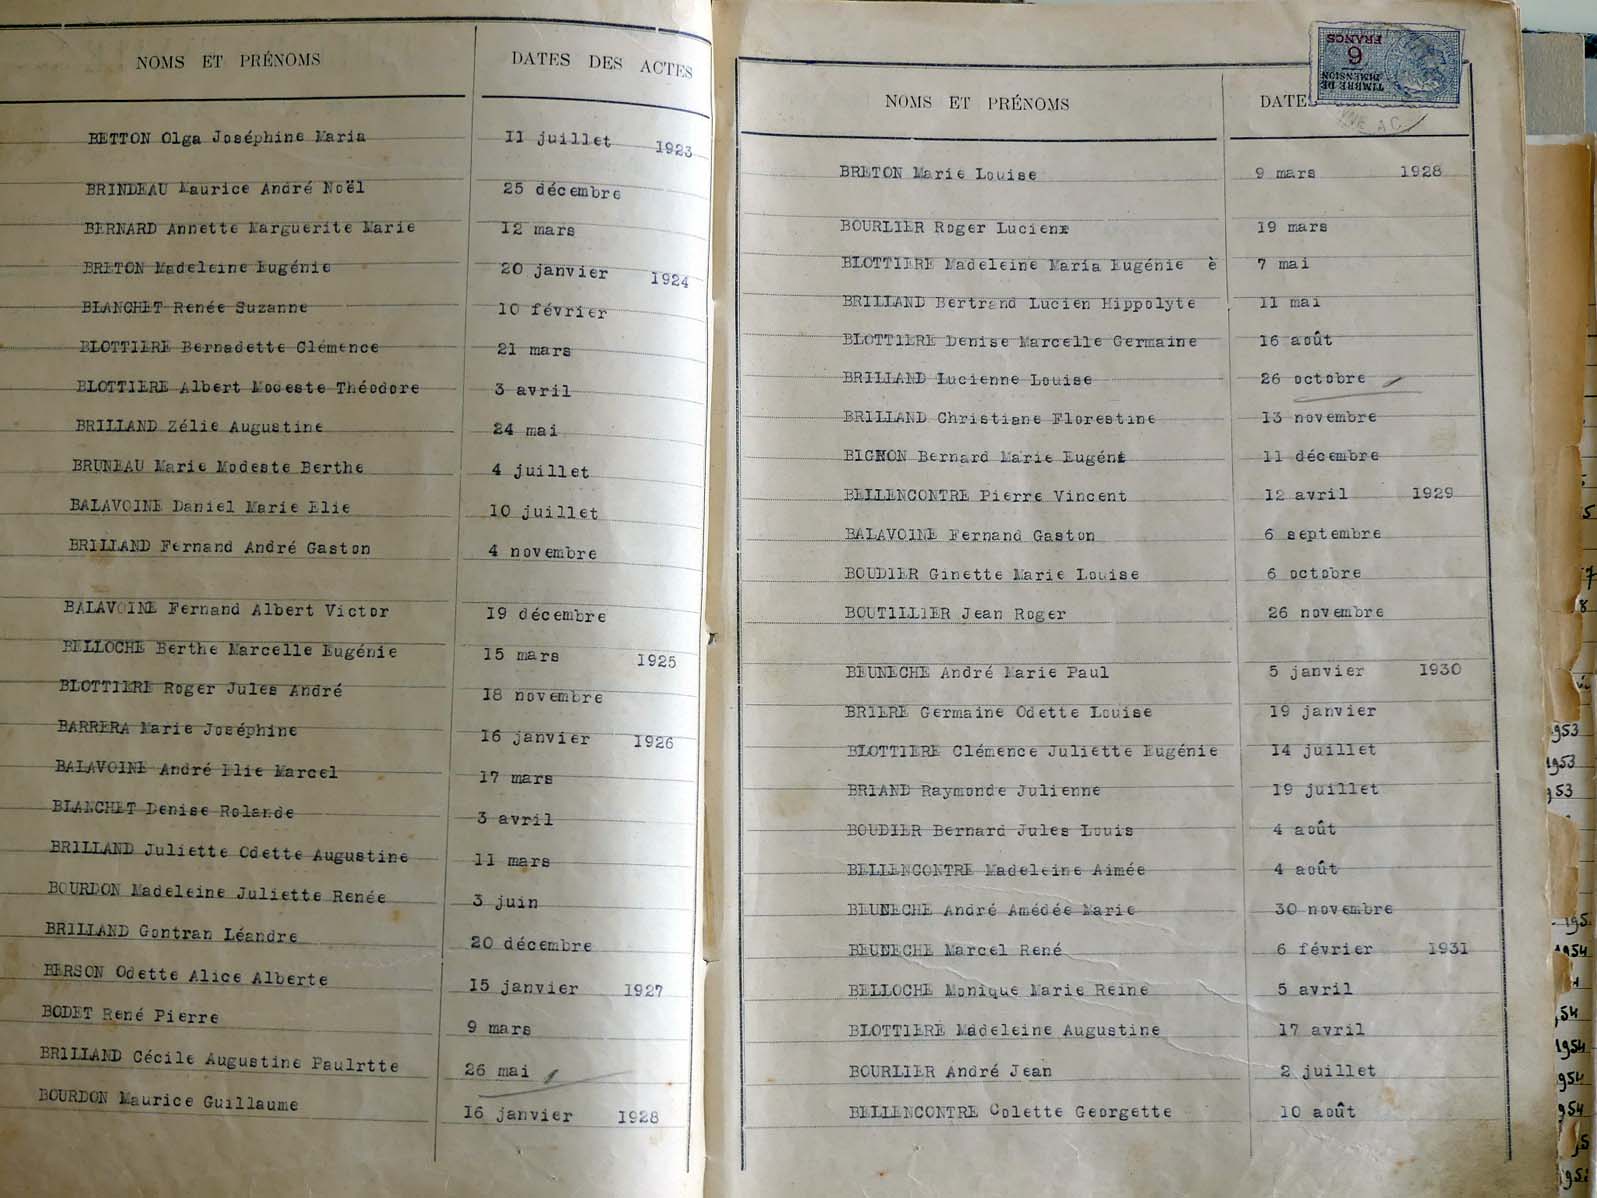 NOMS ET PRÉNOMS DATES DES ACTES
BETTON Olga Joséphine Maria 11 juillet 1923
BRINDEAU Maurice André Noël 25 décembre
BERNARD Annette Marguerite Marie 12 mars
BRETON Madeleine Eugénie 20 janvier 1924
BLANCHET Renée Suzanne 10 février
BLOTTIERE Bernadette Clémence 21 mars
BLOTTIERE Albert Modeste Théodore 3 avril
BRILLAND Zélie Augustine 24 mai
BRUNEAU Marie Modeste Berthe 4 juillet
BALAVOINE Daniel Marie Elie 10 juillet
BRILLAND Fernand André Gaston 4 novembre
BALAVOINE Fernand Albert Victor 19 décembre
BELLOCHE Berthe Marcelle Eugénie 15 mars 1925
BLOTTIERE Roger Jules André 18 novembre
BARRERA Marie Joséphine 16 janvier 1926
BALAVOINE André Elie Marcel 17 mars
BLANCHET Denise Rolande 3 avril
BRILLAND Juliette Odette Augustine 11 mars
BOURDON Madeleine Juliette Renée 3 juin
BRILLAND Gontran Léandre 20 décembre
BERSON Odette Alice Alberte 15 janvier 1927
BODET René Pierre 9 mars
BRILLAND Cécile Augustine Paulrtte 26 mai
BOURDON Maurice Guillaume 16 janvier 1928
TIMBRE DE
DIMENSION
6
FRANCS
NOMS ET PRÉNOMS DATES
BRETON Marie Louise 9 mars 1928
BOURLIER Roger Lucien 19 mars
BLOTTIERE Madeleine Maria Eugénie è 7 mai
BRILLAND Bertrand Lucien Hippolyte 11 mai
BLOTTIERE Denise Marcelle Germaine 16 août
BRILLAND Lucienne Louise 26 octobre
BRILLAND Christiane Florestine 13 novembre
BIGNON Bernard Marie Eugène 11 décembre
BELLENCONTRE Pierre Vincent 12 avril 1929
BALAVOINE Fernand Gaston 6 septembre
BOUDIER Ginette Marie Louise 6 octobre
BOUTILLIER Jean Roger 26 novembre
BEUNECHE André Marie Paul 5 janvier 1930
BRIERE Germaine Odette Louise 19 janvier
BLOTTIERE Clémence Juliette Eugénie 14 juillet
BRIAND Raymonde Julienne 19 juillet
BOUDIER Bernard Jules Louis 4 août
BELLENCONTRE Madeleine Aimée 4 août
BEUNECHE André Amédée Marie 30 novembre
BEUNECHE Marcel René 6 février 1931
BELLOCHE Monique Marie Reine 5 avril
BLOTTIERE Madeleine Augustine 17 avril
BOURLIER André Jean 2 juillet
BELLENCONTRE Colette Georgette 10 août
1953
1953
53
195
1954
54
1954
954
954